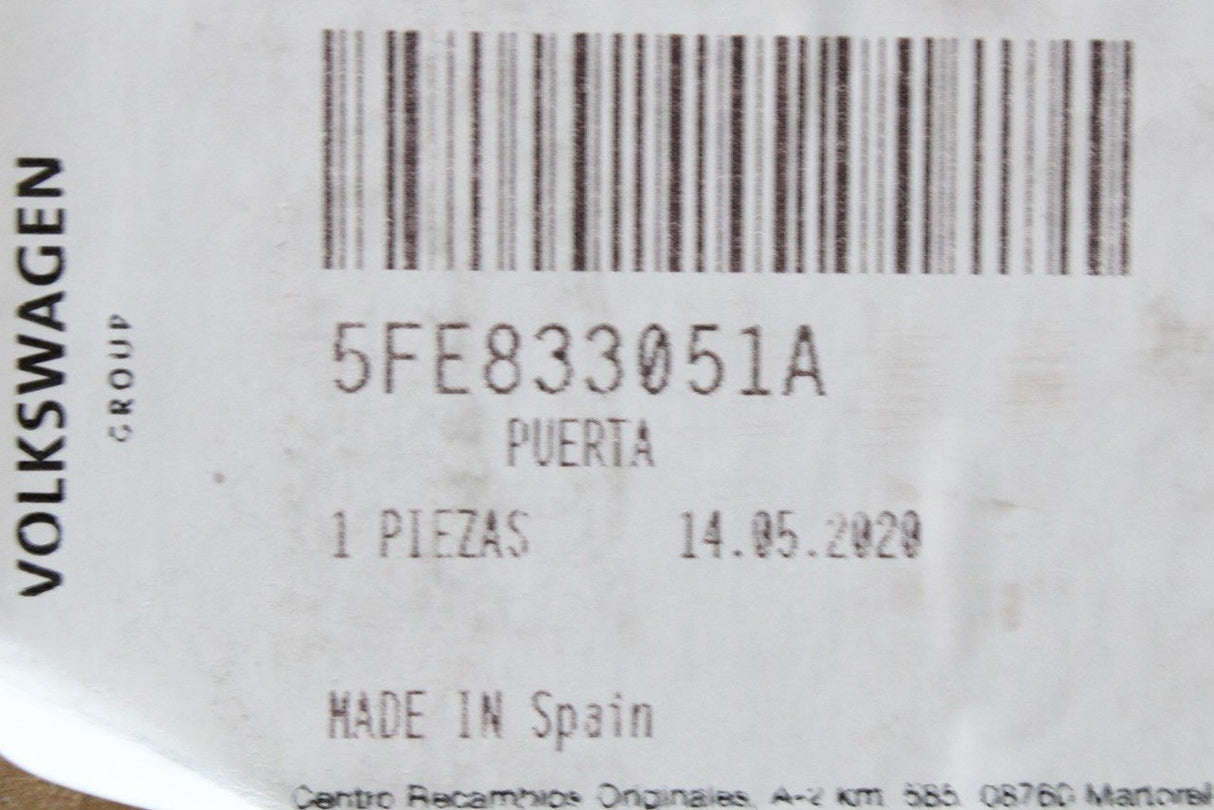 VOLKSWAGEN
GROUP
5FE833051A
PUERTA
1 PIEZAS 14.05.2020
MADE IN Spain
Centro Recambios Originales, A-2 km 585, 08760 Martorell